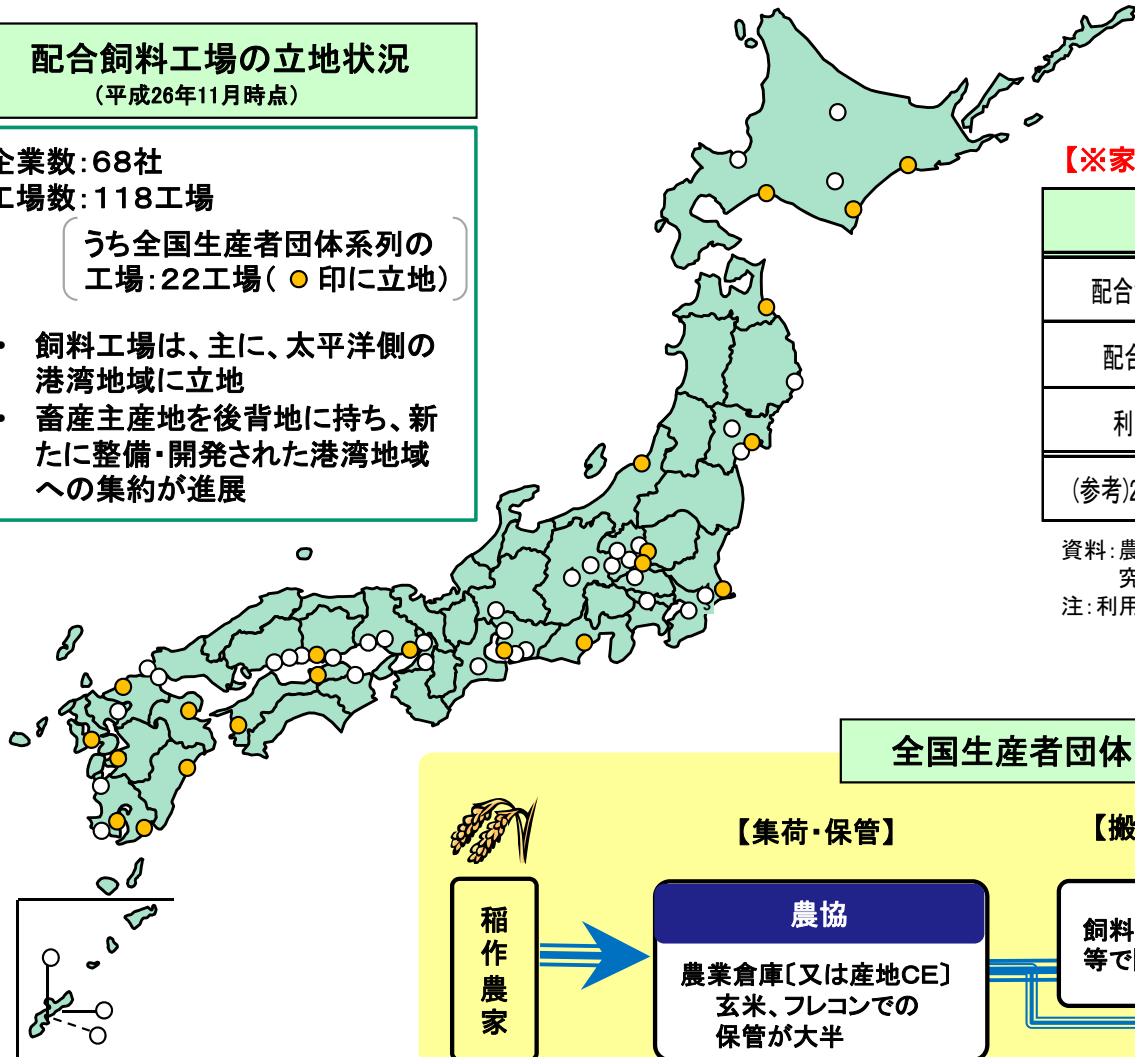 配合飼料工場の立地状況
(平成26年11月時点)
企業数:68社
工場数:118工場
うち全国生産者団体系列の
工場:22工場( 印に立地)
・ 飼料工場は、主に、太平洋側の
港湾地域に立地
・ 畜産主産地を後背地に持ち、新
たに整備・開発された港湾地域
への集約が進展
【※家
配合
配合
利
(参考)2
資料:農
究
注:利用
全国生産者団体
【集荷・保管】
【搬
稲作農家
農協
農業倉庫〔又は産地CE〕
玄米、フレコンでの
保管が大半
飼料
等で